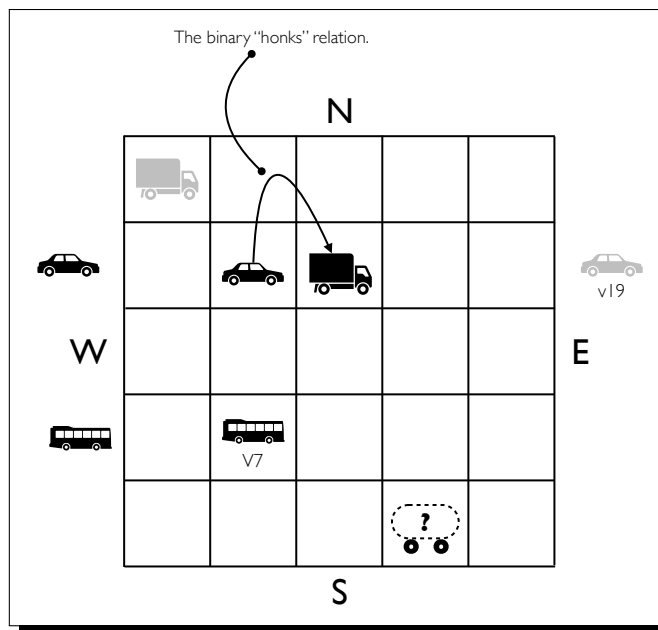 The binary “honks” relation.
N
v19
W
E
V7
?
S